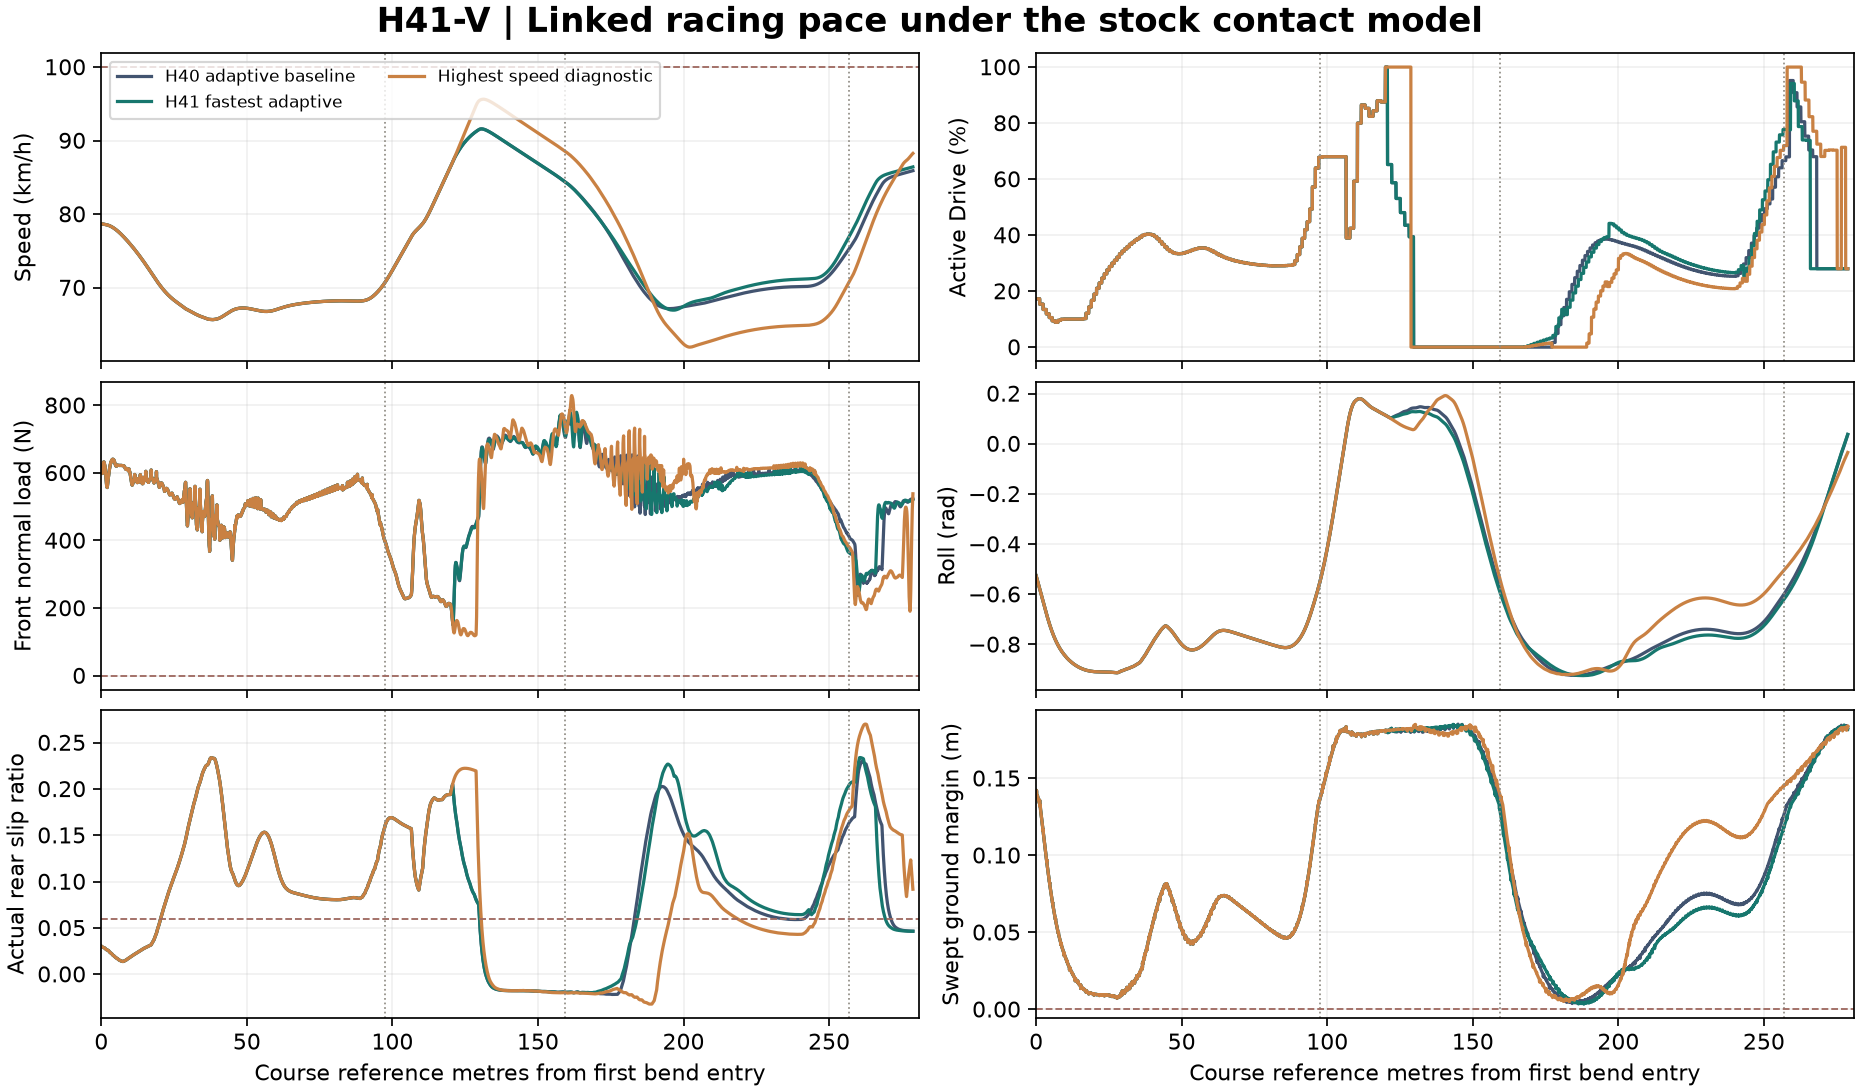 H41-V | Linked racing pace under the stock contact model
Speed (km/h)
100
90
80
70
H40 adaptive baseline
H41 fastest adaptive
Highest speed diagnostic
Active Drive (%)
100
80
60
40
20
0
Front normal load (N)
800
600
400
200
0
Roll (rad)
0.2
0.0
−0.2
−0.4
−0.6
−0.8
Actual rear slip ratio
0.25
0.20
0.15
0.10
0.05
0.00
0 50 100 150 200 250
Course reference metres from first bend entry
Swept ground margin (m)
0.15
0.10
0.05
0.00
0 50 100 150 200 250
Course reference metres from first bend entry